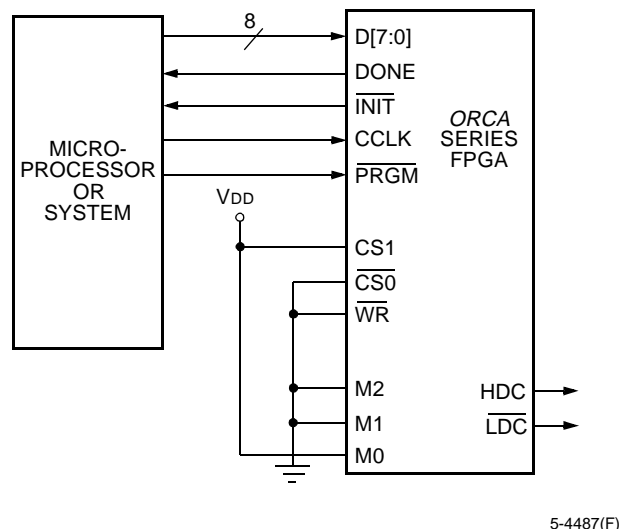 MICRO-
PROCESSOR
OR
SYSTEM
8
VDD
D[7:0]
DONE
INIT
CCLK
PRGM
CS1
CS0
WR
M2
M1
M0
ORCA
SERIES
FPGA
HDC
LDC
5-4487(F)